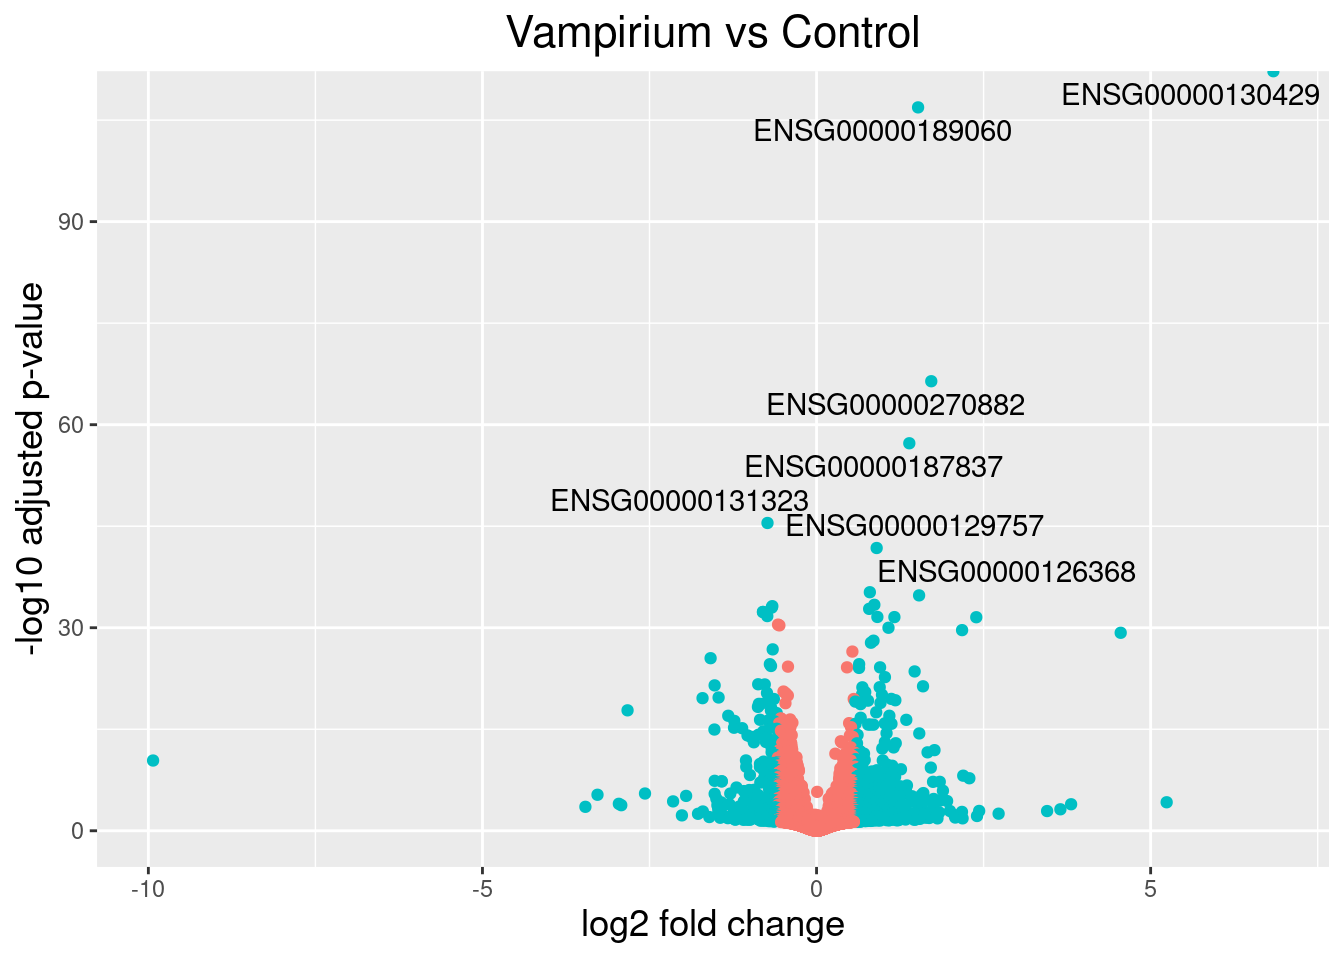 Vampirium vs Control
ENSG00000130429
ENSG00000189060
90
ENSG00000270882
60
ENSG00000187837
ENSG00000131323
ENSG00000129757
ENSG00000126368
30
0
-log10 adjusted p-value
-10
-5
0
5
log2 fold change